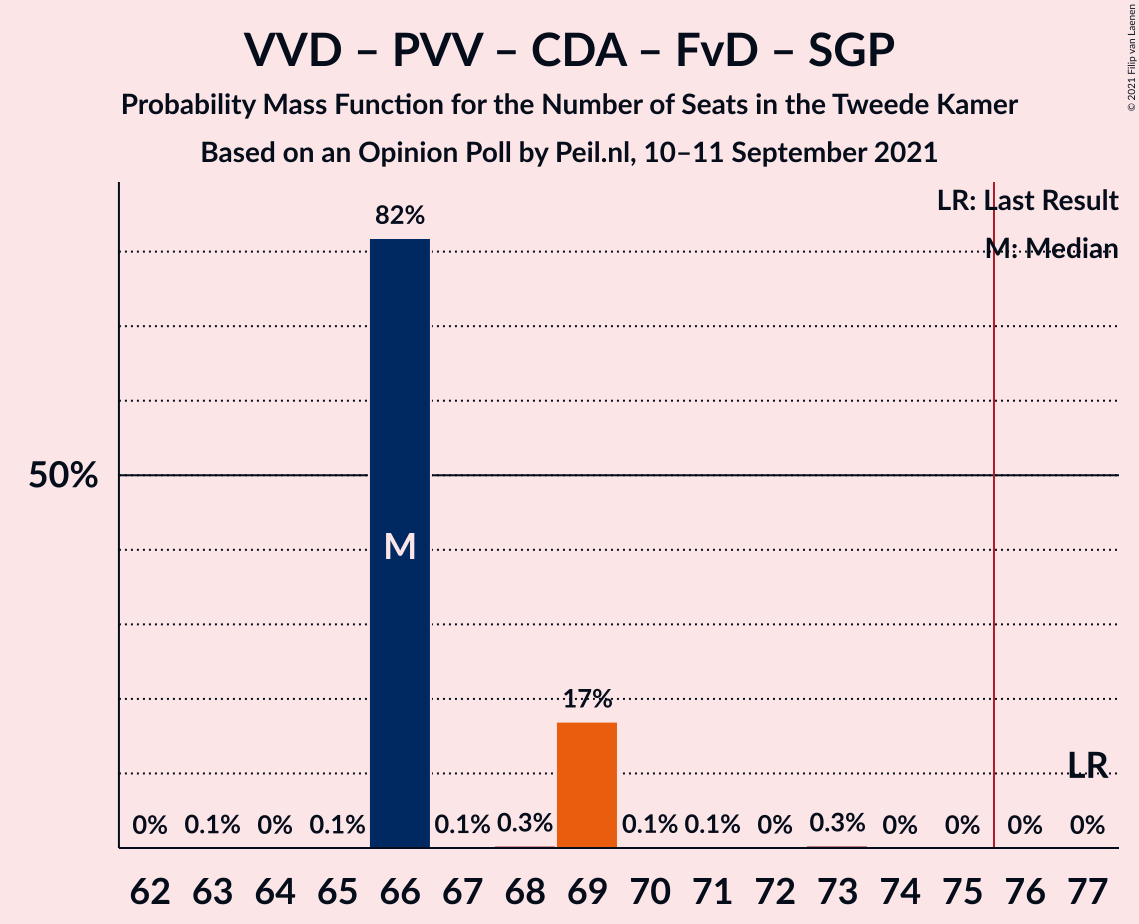 VVD – PVV – CDA – FvD – SGP
Probability Mass Function for the Number of Seats in the Tweede Kamer
Based on an Opinion Poll by Peil.nl, 10–11 September 2021
© 2021 Filip van Laenen
LR: Last Result
M: Median
82%
50%
M
17%
LR
0% 0.1% 0% 0.1% 0.1% 0.3% 0.1% 0.1% 0% 0.3% 0% 0% 0% 0%
62 63 64 65 66 67 68 69 70 71 72 73 74 75 76 77